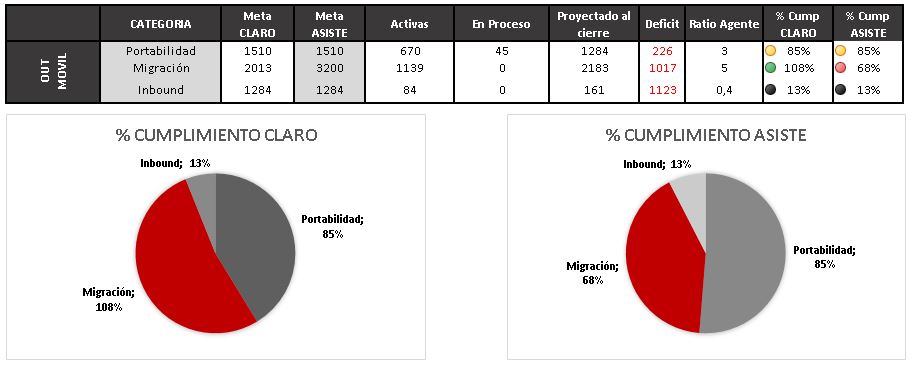 CATEGORIA Meta CLARO Meta ASISTE Activas En Proceso Proyectado al cierre Deficit Ratio Agente % Cump CLARO % Cump ASISTE
OUT MOVIL
Portabilidad 1510 1510 670 45 1284 226 3 85% 85%
Migración 2013 3200 1139 0 2183 1017 5 108% 68%
Inbound 1284 1284 84 0 161 1123 0,4 13% 13%
% CUMPLIMIENTO CLARO
Inbound; 13%
Portabilidad;
85%
Migración;
108%
% CUMPLIMIENTO ASISTE
Inbound; 13%
Portabilidad;
85%
Migración;
68%